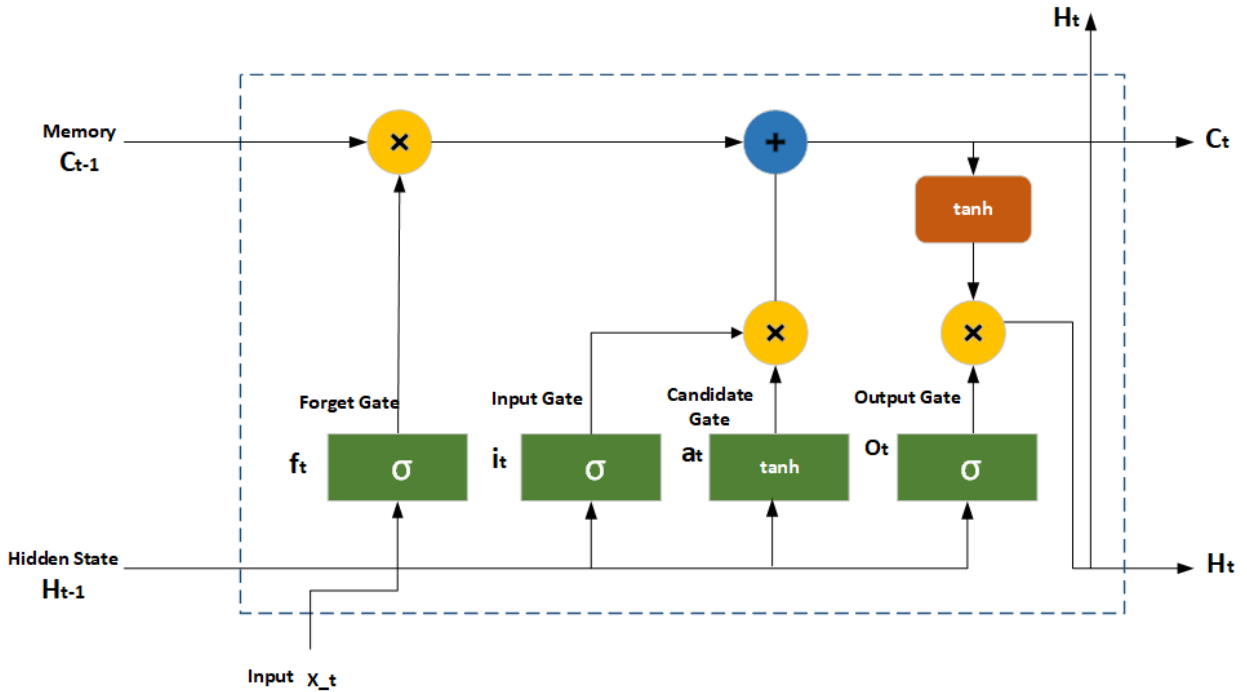 Hₜ
Memory
Cₜ₋₁
×
+
Cₜ
tanh
×
×
Forget Gate
Input Gate
Candidate
Gate
Output Gate
fₜ
σ
iₜ
σ
aₜ
tanh
Oₜ
σ
Hidden State
Hₜ₋₁
Hₜ
Input x_t